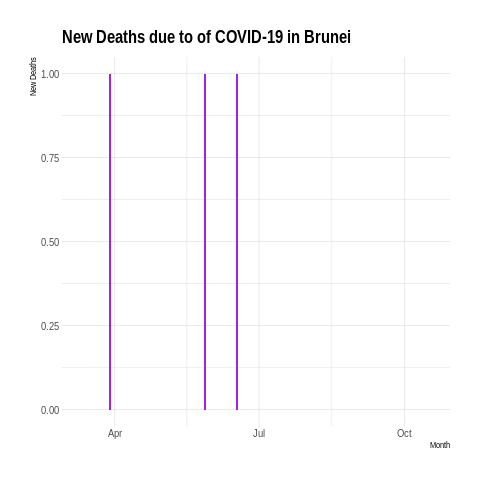 New Deaths due to of COVID-19 in Brunei
New Deaths
1.00
0.75
0.50
0.25
0.00
Apr Jul Oct
Month